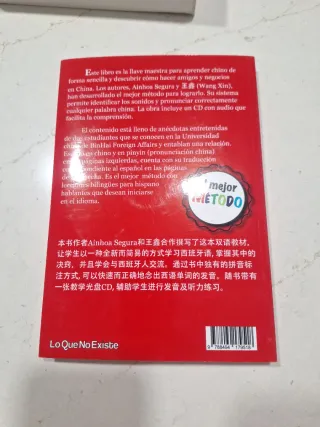 Este libro es la llave maestra para aprender chino de
forma sencilla y descubrir cómo hacer amigos y negocios
en China. Los autores, Ainhoa Segura y 王鑫 (Wang Xin),
han desarrollado el mejor método para lograrlo. Su sistema
permite identificar los sonidos y pronunciar correctamente
cualquier palabra china. La obra incluye un CD con audio que
facilita la comprensión.
El contenido está lleno de anécdotas entretenidas
de dos estudiantes que se conocen en la Universidad
de BinHai Foreign Affairs y entablan una relación.
chino y en pinyin (pronunciación china)
páginas izquierdas, cuenta con su traducción
correspondiente al español en las páginas
Es el mejor método con
lecciones bilingües para hispano
hablantes que desean iniciarse
en el idioma.
mejor
MÉTODO
本书作者Ainhoa Segura和王鑫合作撰写了这本双语教材,
让学生以一种全新而简易的方式学习西班牙语,掌握其中的
决窍, 并且学会与西班牙人交流。通过书中独有的拼音标
注方式, 可以快速而正确地念出西语单词的发音。随书带有
一张教学光盘CD, 辅助学生进行发音及听力练习。
Lo Que No Existe